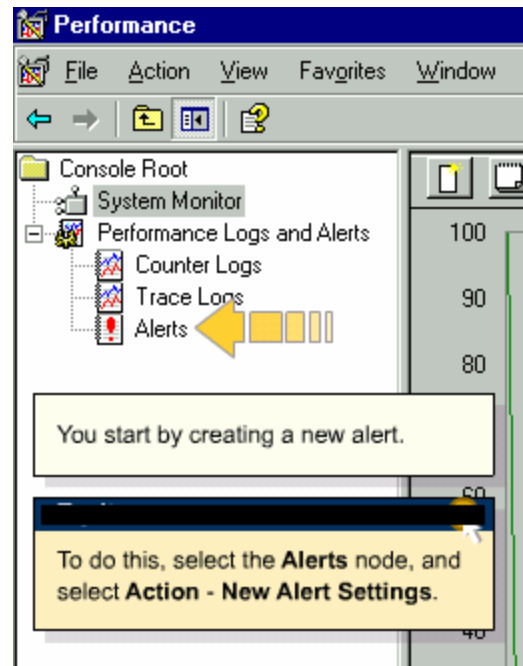 Performance
File Action View Favorites Window
Console Root
System Monitor
Performance Logs and Alerts
Counter Logs
Trace Logs
Alerts
100
90
80
You start by creating a new alert.
60
To do this, select the Alerts node, and
select Action - New Alert Settings.
40